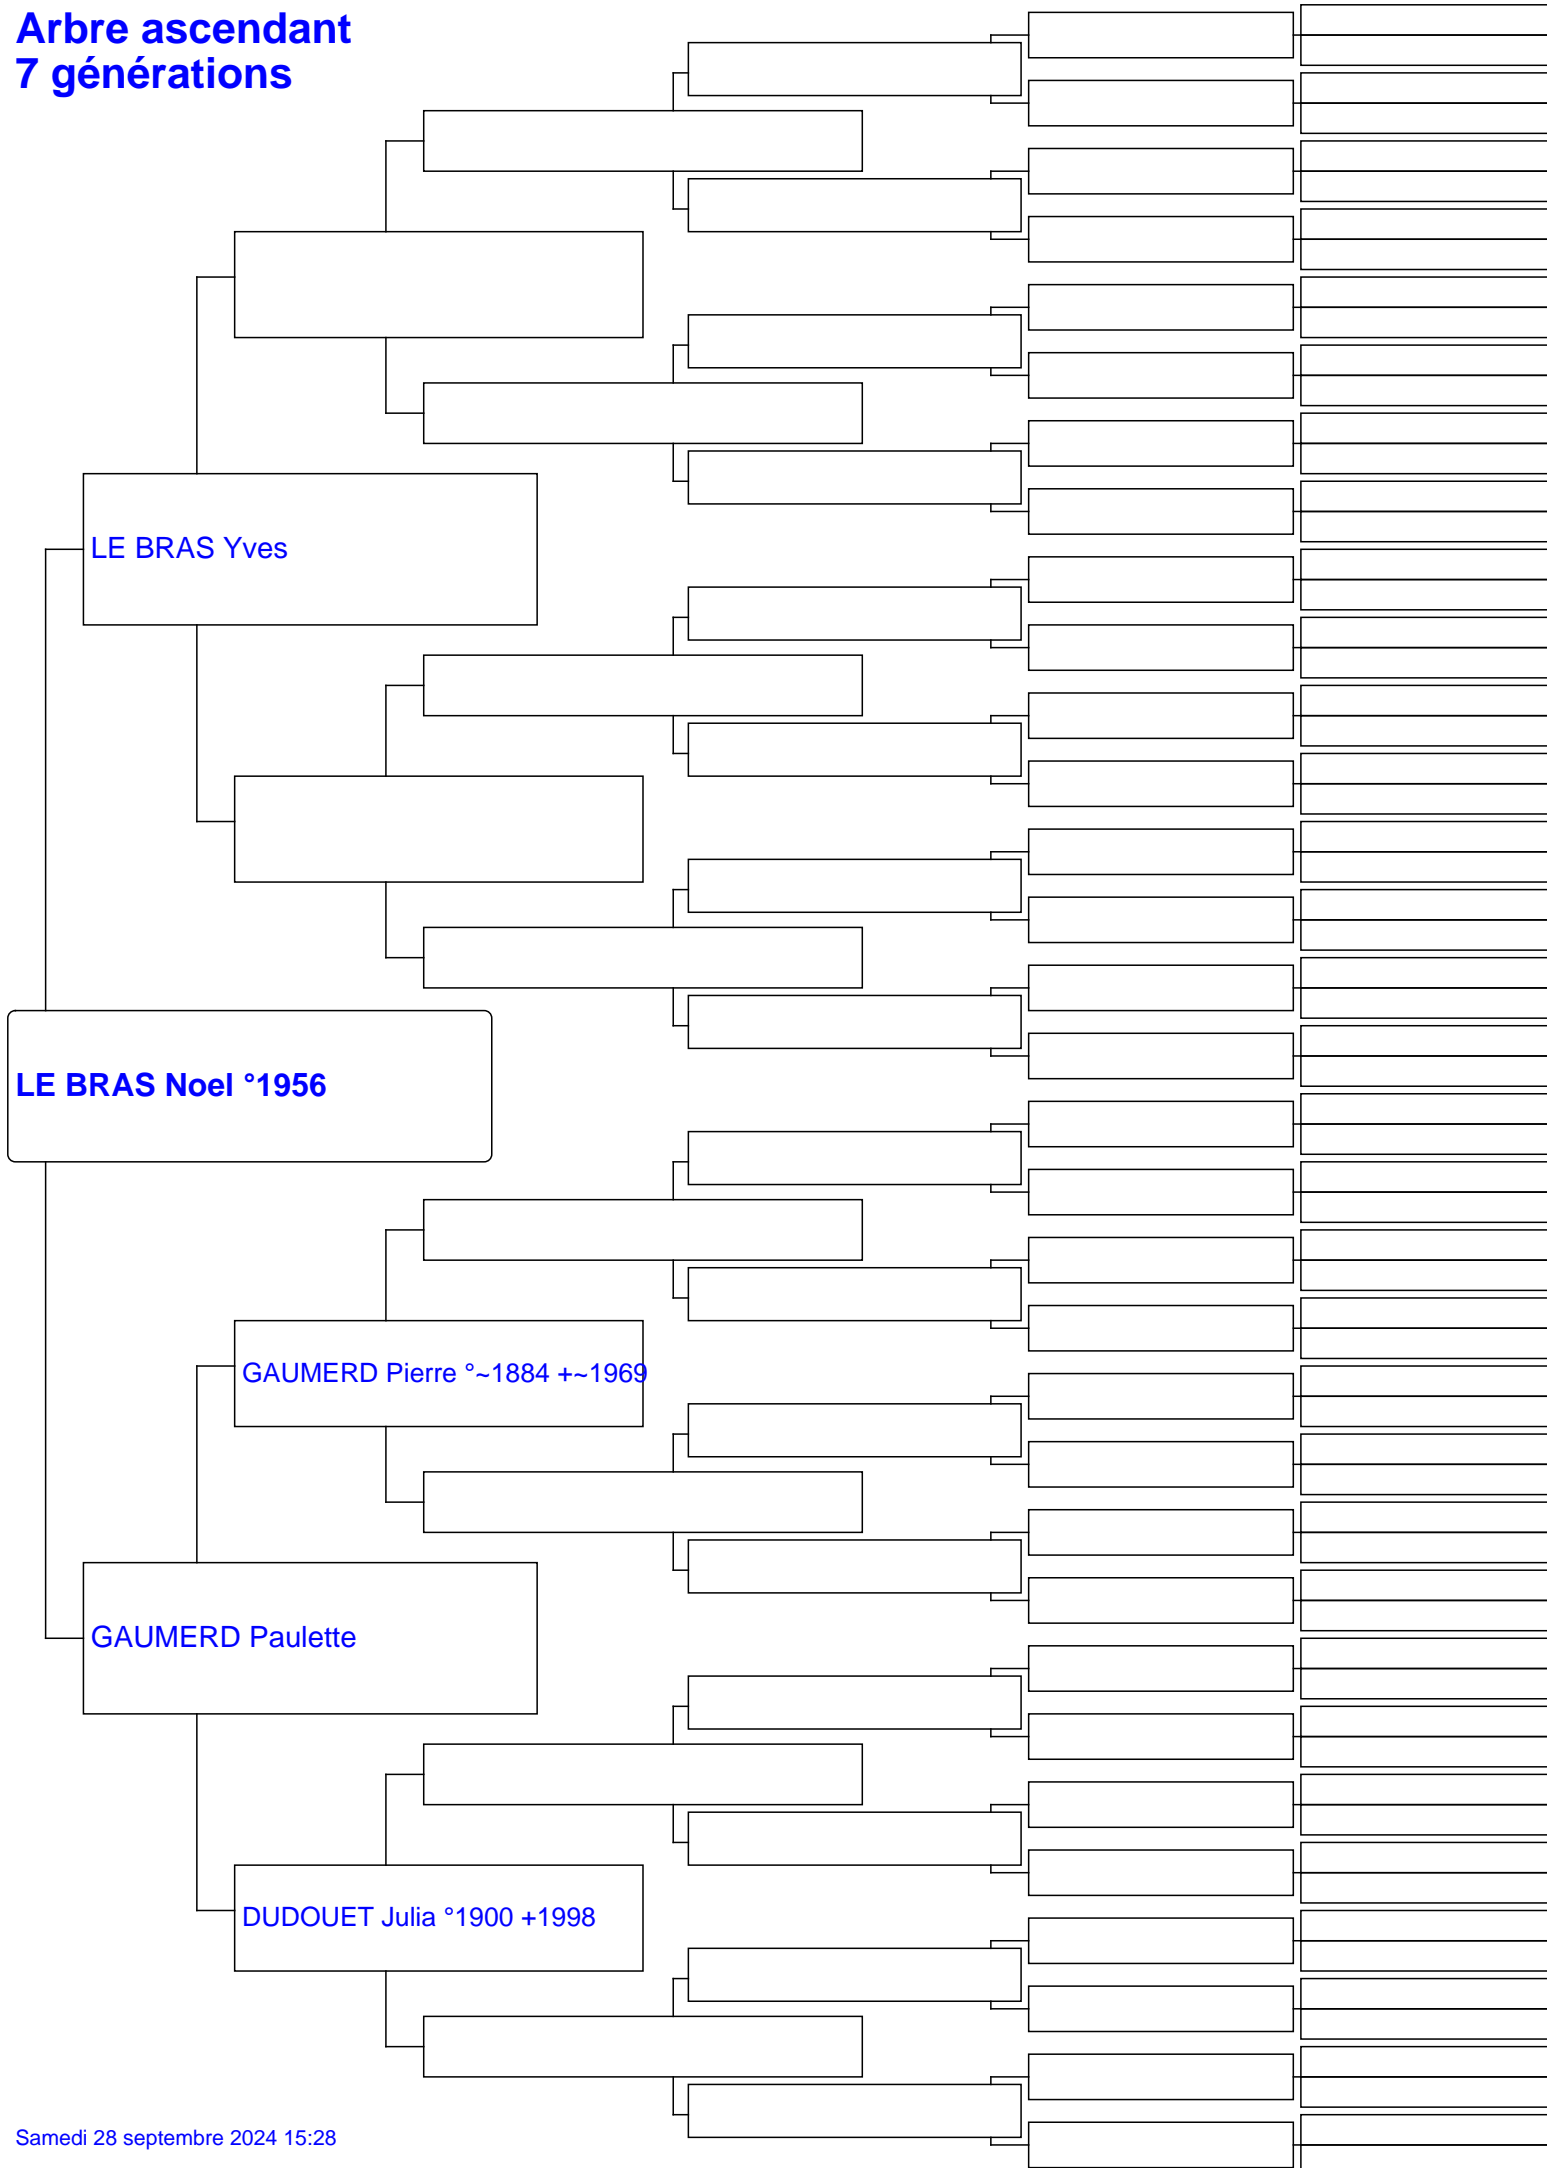 Arbre ascendant
7 générations
LE BRAS Yves
LE BRAS Noel °1956
GAUMERD Pierre °~1884 +~1969
GAUMERD Paulette
DUDOUET Julia °1900 +1998
Samedi 28 septembre 2024 15:28